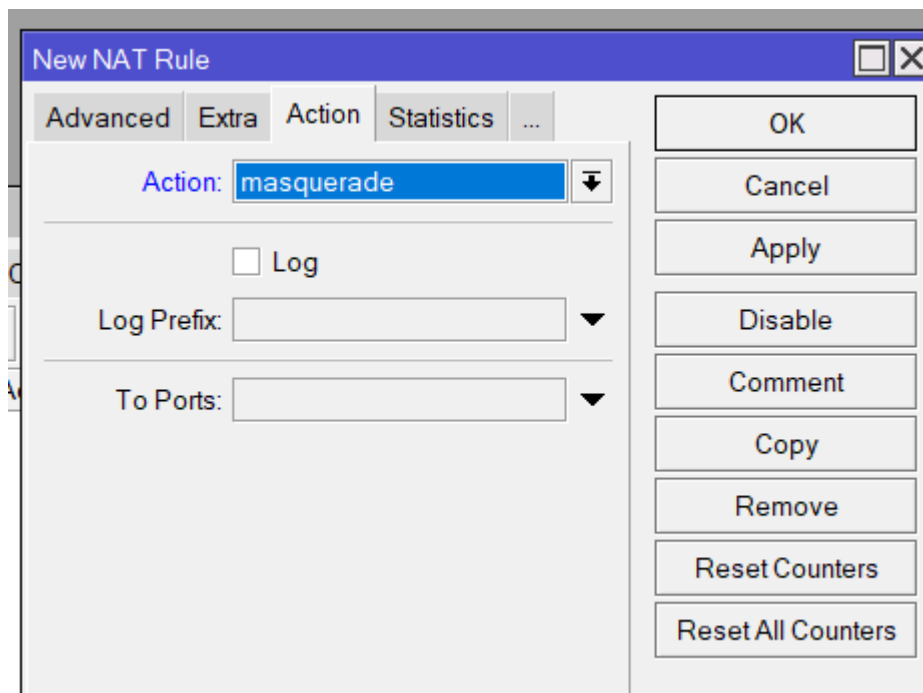 New NAT Rule
Advanced Extra Action Statistics ...
Action: masquerade
Log
Log Prefix:
To Ports:
OK
Cancel
Apply
Disable
Comment
Copy
Remove
Reset Counters
Reset All Counters